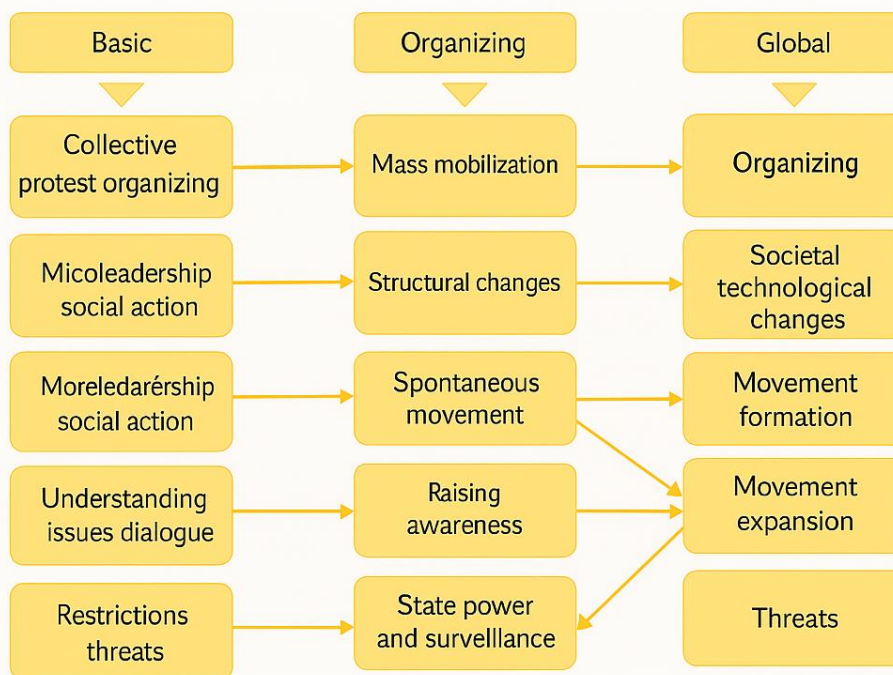 Basic
Organizing
Global
Collective
protest organizing
Mass mobilization
Organizing
Micoleadership
social action
Structural changes
Societal
technological
changes
Moreledarérship
social action
Spontaneous
movement
Movement
formation
Understanding
issues dialogue
Raising
awareness
Movement
expansion
Restrictions
threats
State power
and survelllance
Threats